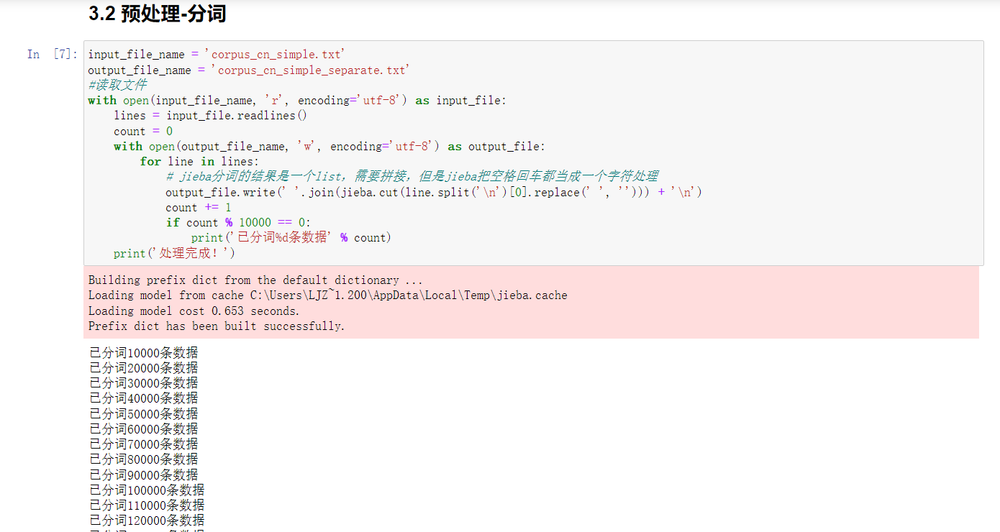 3.2 预处理-分词
In [7]:
input_file_name = 'corpus_cn_simple.txt'
output_file_name = 'corpus_cn_simple_separate.txt'
#读取文件
with open(input_file_name, 'r', encoding='utf-8') as input_file:
    lines = input_file.readlines()
    count = 0
    with open(output_file_name, 'w', encoding='utf-8') as output_file:
        for line in lines:
            # jieba分词的结果是一个list，需要拼接，但是jieba把空格回车都当成一个字符处理
            output_file.write(' '.join(jieba.cut(line.split('\n')[0].replace(' ', ''))) + '\n')
            count += 1
            if count % 10000 == 0:
                print('已分词%d条数据' % count)
    print('处理完成！')
Building prefix dict from the default dictionary ...
Loading model from cache C:\Users\LJZ~1.200\AppData\Local\Temp\jieba.cache
Loading model cost 0.653 seconds.
Prefix dict has been built successfully.
已分词10000条数据
已分词20000条数据
已分词30000条数据
已分词40000条数据
已分词50000条数据
已分词60000条数据
已分词70000条数据
已分词80000条数据
已分词90000条数据
已分词100000条数据
已分词110000条数据
已分词120000条数据